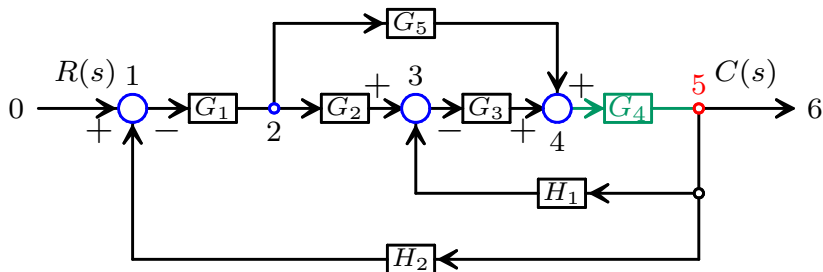 G₅
R(s) 1 + 3 + 5 C(s)
0 G₁ G₂ G₃ G₄ 6
+ − 2 − + 4
H₁
H₂